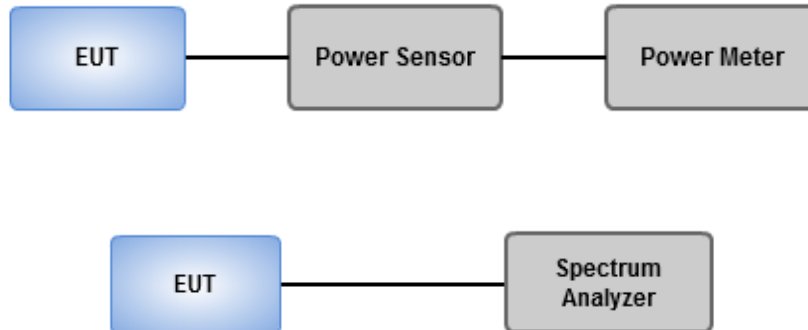 EUT
Power Sensor
Power Meter
EUT
Spectrum
Analyzer